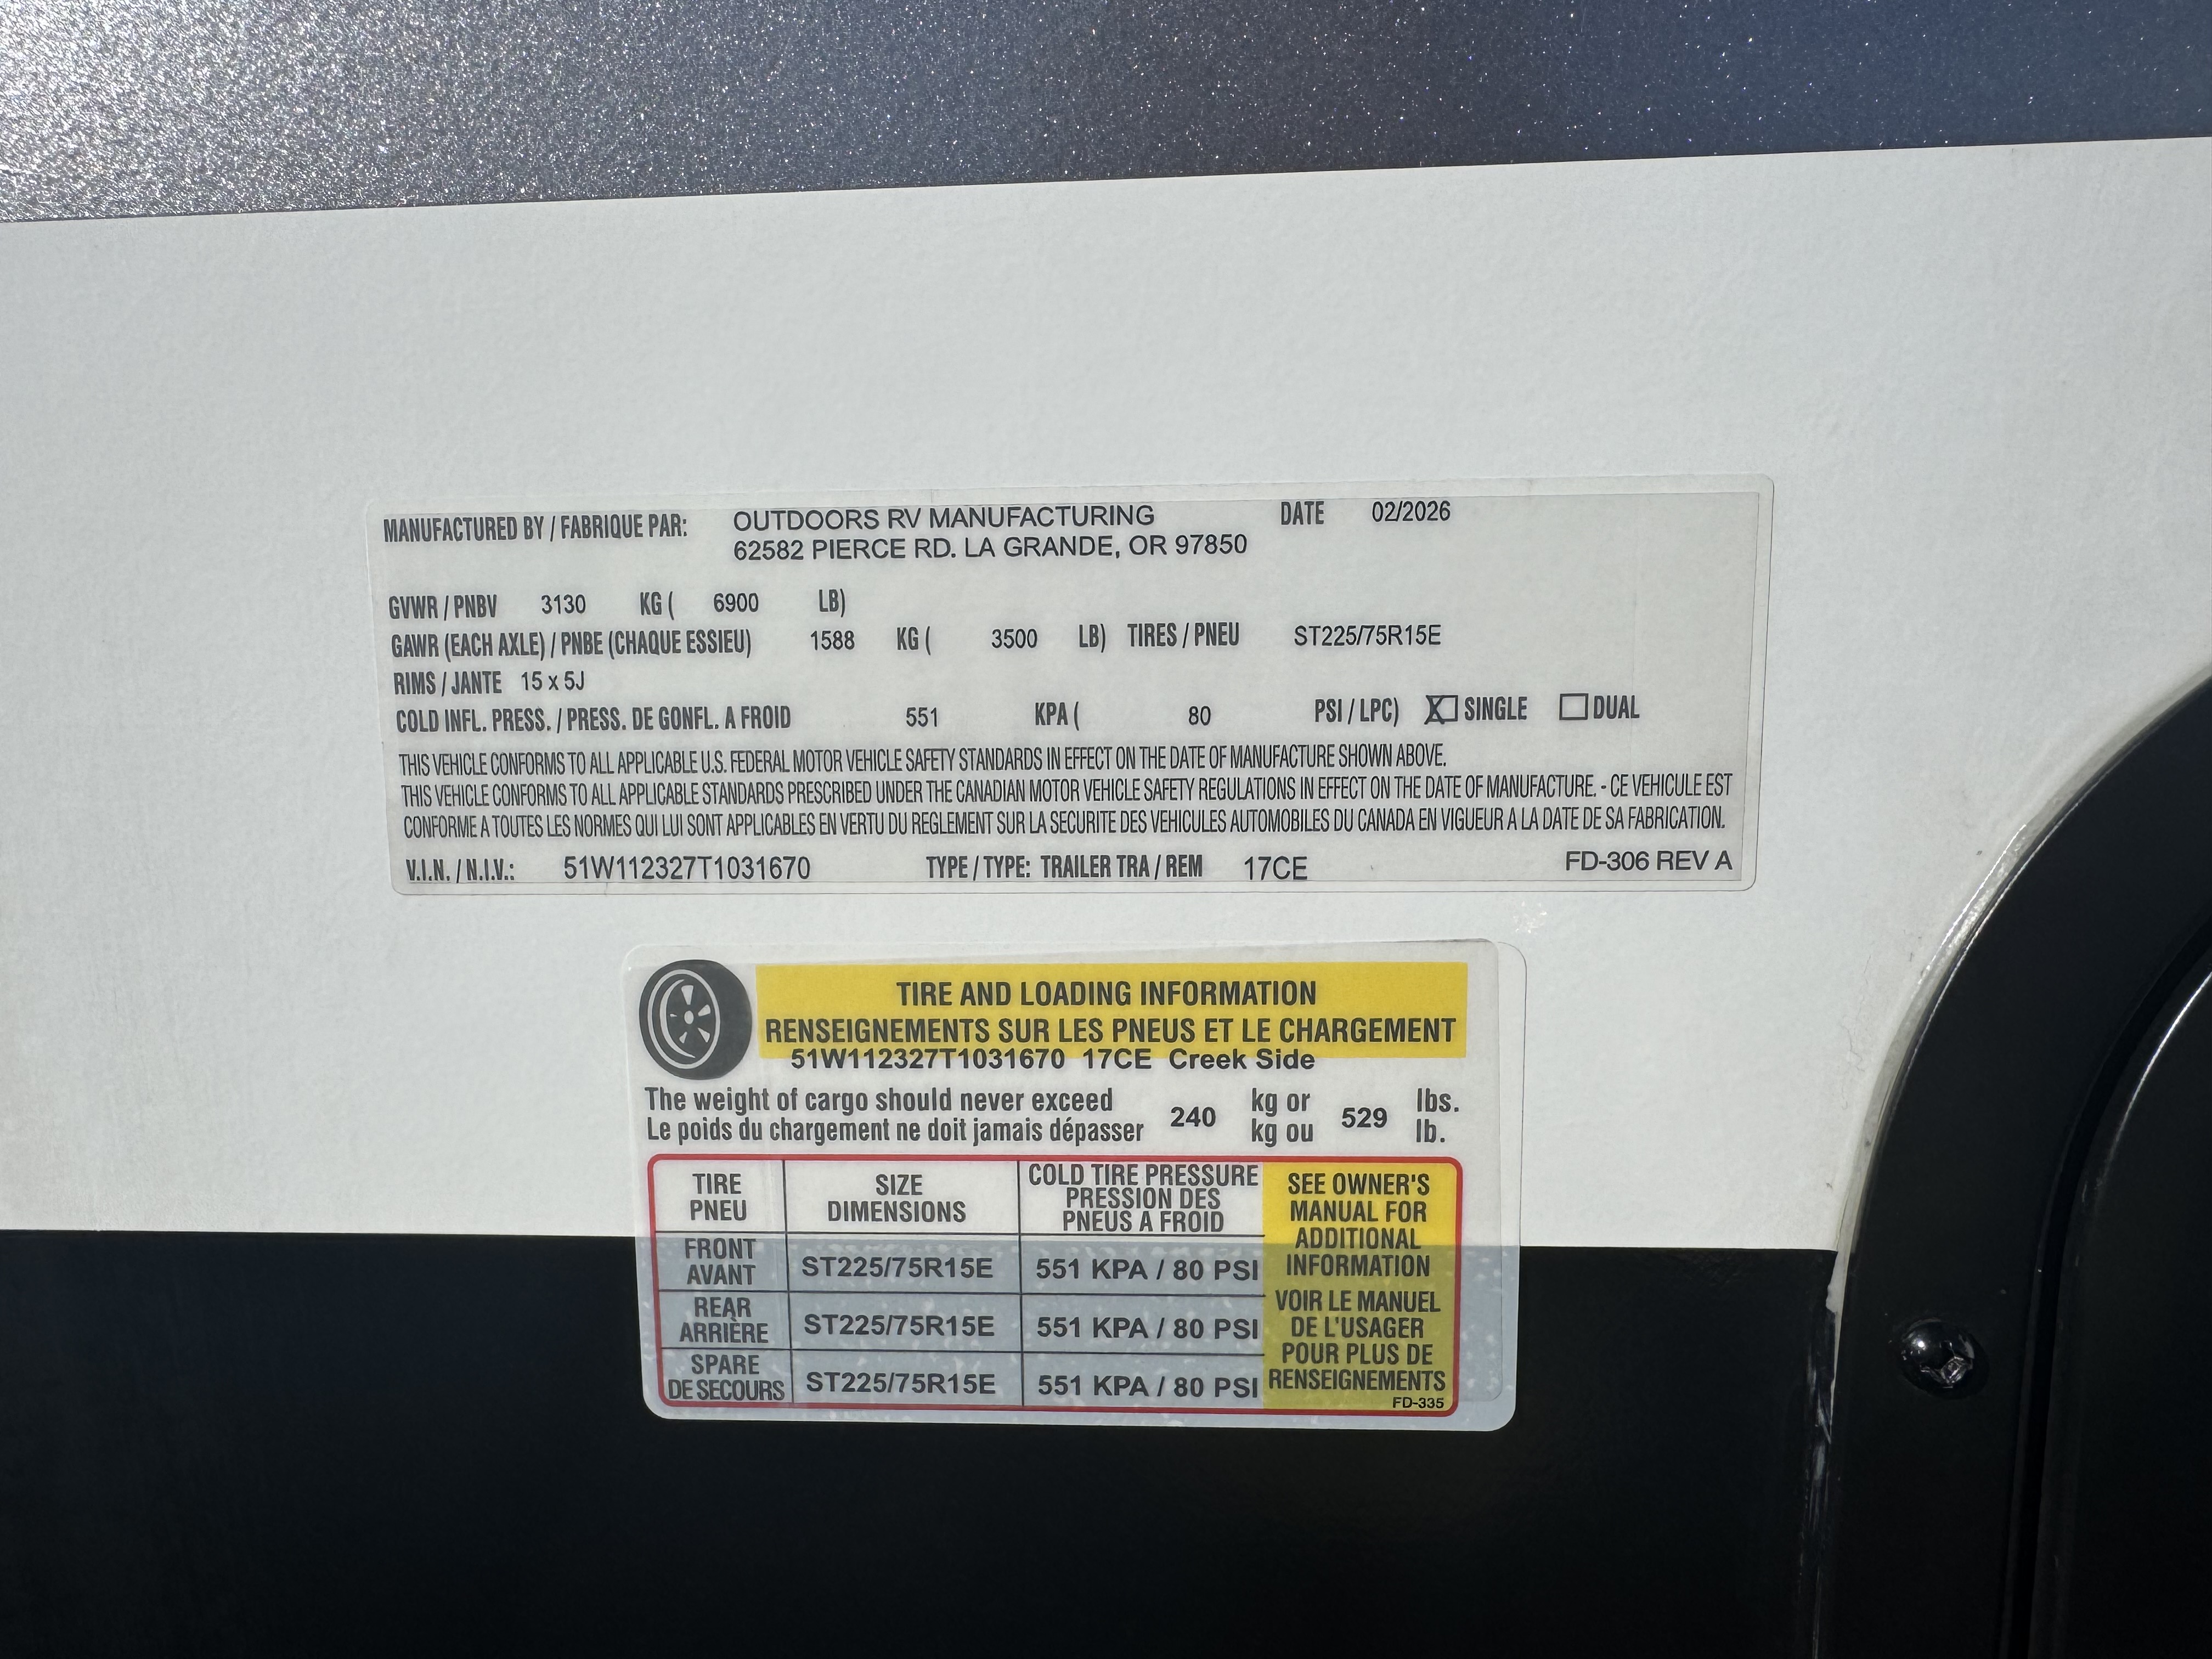 MANUFACTURED BY / FABRIQUE PAR: OUTDOORS RV MANUFACTURING DATE 02/2026
62582 PIERCE RD. LA GRANDE, OR 97850
GVWR / PNBV 3130 KG ( 6900 LB)
GAWR (EACH AXLE) / PNBE (CHAQUE ESSIEU) 1588 KG ( 3500 LB) TIRES / PNEU ST225/75R15E
RIMS / JANTE 15 x 5J
COLD INFL. PRESS. / PRESS. DE GONFL. A FROID 551 KPA ( 80 PSI / LPC) X SINGLE DUAL
THIS VEHICLE CONFORMS TO ALL APPLICABLE U.S. FEDERAL MOTOR VEHICLE SAFETY STANDARDS IN EFFECT ON THE DATE OF MANUFACTURE SHOWN ABOVE.
THIS VEHICLE CONFORMS TO ALL APPLICABLE STANDARDS PRESCRIBED UNDER THE CANADIAN MOTOR VEHICLE SAFETY REGULATIONS IN EFFECT ON THE DATE OF MANUFACTURE. - CE VEHICULE EST
CONFORME A TOUTES LES NORMES QUI LUI SONT APPLICABLES EN VERTU DU REGLEMENT SUR LA SECURITE DES VEHICULES AUTOMOBILES DU CANADA EN VIGUEUR A LA DATE DE SA FABRICATION.
V.I.N. / N.I.V.: 51W112327T1031670 TYPE / TYPE: TRAILER TRA / REM 17CE FD-306 REV A
TIRE AND LOADING INFORMATION
RENSEIGNEMENTS SUR LES PNEUS ET LE CHARGEMENT
51W112327T1031670 17CE Creek Side
The weight of cargo should never exceed 240 kg or 529 lbs.
Le poids du chargement ne doit jamais dépasser kg ou lb.
TIRE
PNEU
SIZE
DIMENSIONS
COLD TIRE PRESSURE
PRESSION DES
PNEUS A FROID
FRONT
AVANT
ST225/75R15E
551 KPA / 80 PSI
REAR
ARRIÈRE
ST225/75R15E
551 KPA / 80 PSI
SPARE
DE SECOURS
ST225/75R15E
551 KPA / 80 PSI
SEE OWNER'S
MANUAL FOR
ADDITIONAL
INFORMATION
VOIR LE MANUEL
DE L'USAGER
POUR PLUS DE
RENSEIGNEMENTS
FD-335